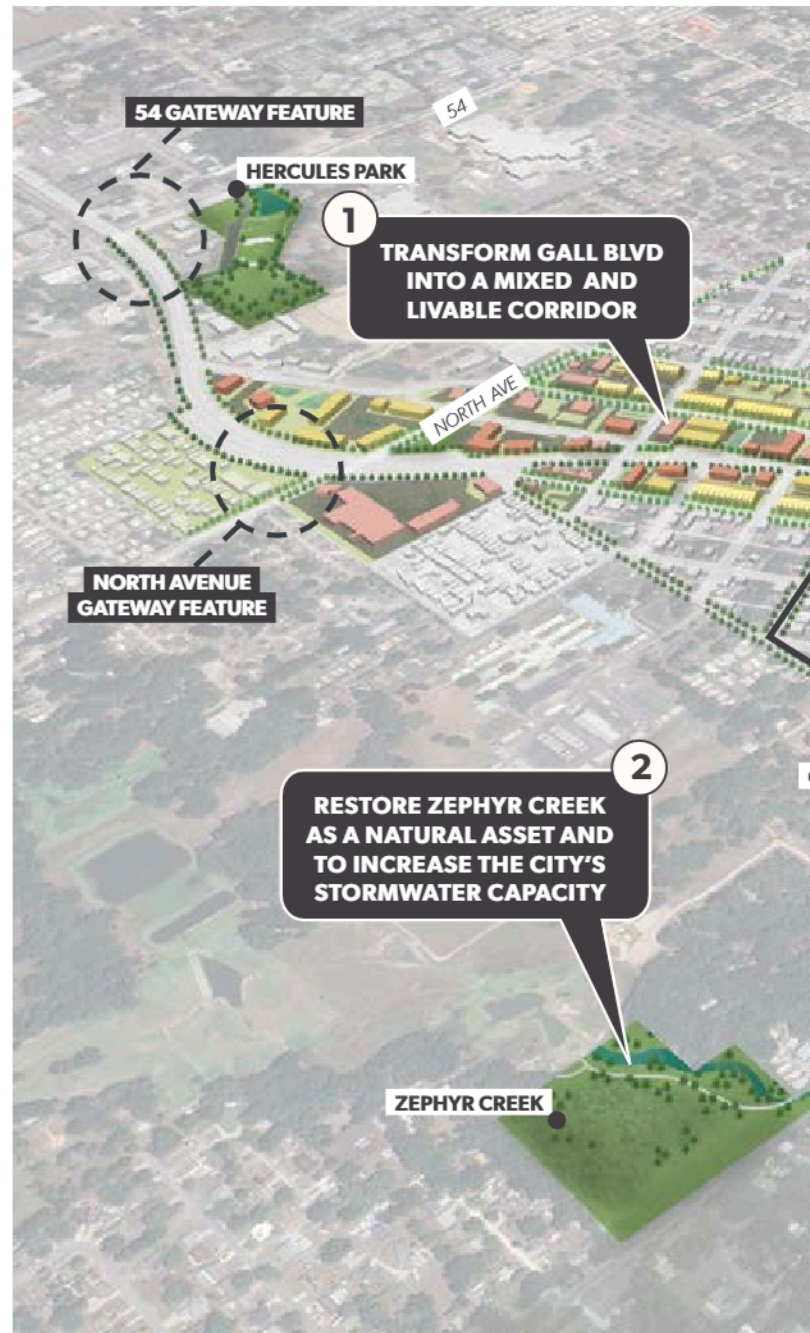 54 GATEWAY FEATURE
54
HERCULES PARK
1
TRANSFORM GALL BLVD
INTO A MIXED AND
LIVABLE CORRIDOR
NORTH AVE
NORTH AVENUE
GATEWAY FEATURE
2
RESTORE ZEPHYR CREEK
AS A NATURAL ASSET AND
TO INCREASE THE CITY'S
STORMWATER CAPACITY
ZEPHYR CREEK